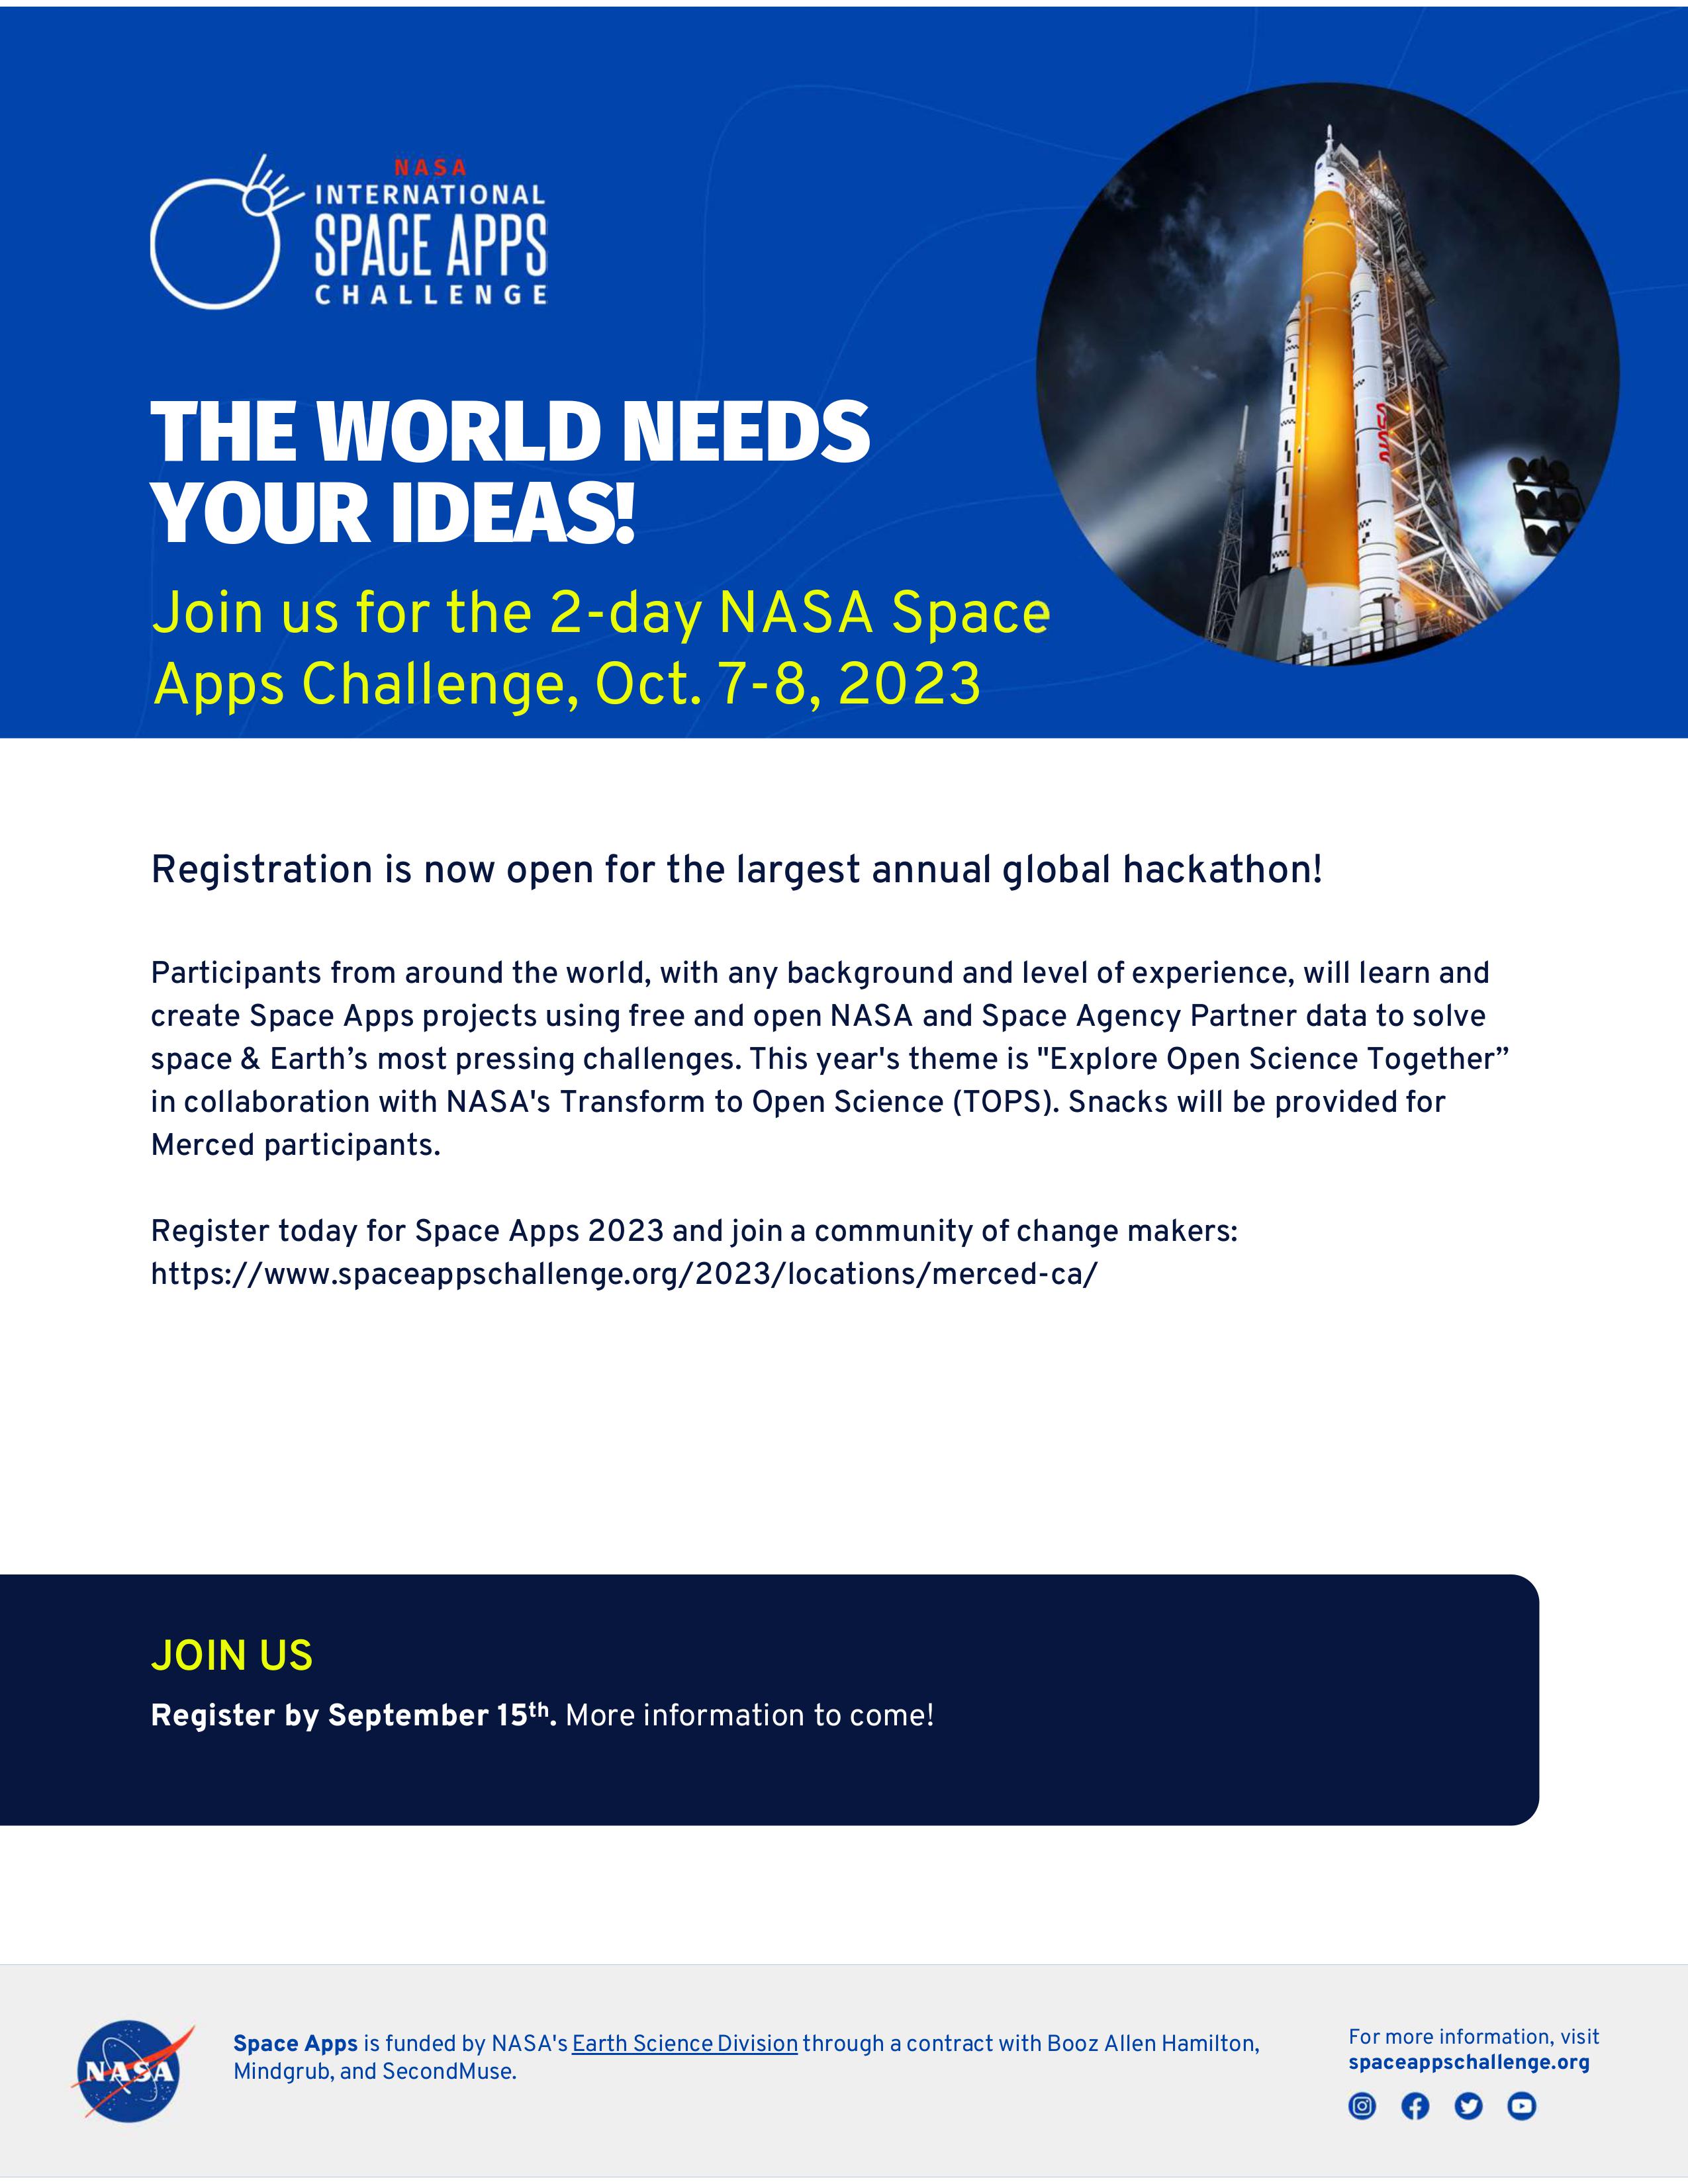 NASA
INTERNATIONAL
SPACE APPS
CHALLENGE
THE WORLD NEEDS
YOUR IDEAS!
Join us for the 2-day NASA Space
Apps Challenge, Oct. 7-8, 2023
NASA
Registration is now open for the largest annual global hackathon!
Participants from around the world, with any background and level of experience, will learn and
create Space Apps projects using free and open NASA and Space Agency Partner data to solve
space & Earth’s most pressing challenges. This year's theme is "Explore Open Science Together”
in collaboration with NASA's Transform to Open Science (TOPS). Snacks will be provided for
Merced participants.
Register today for Space Apps 2023 and join a community of change makers:
https://www.spaceappschallenge.org/2023/locations/merced-ca/
JOIN US
Register by September 15th. More information to come!
NASA
Space Apps is funded by NASA's Earth Science Division through a contract with Booz Allen Hamilton,
Mindgrub, and SecondMuse.
For more information, visit
spaceappschallenge.org